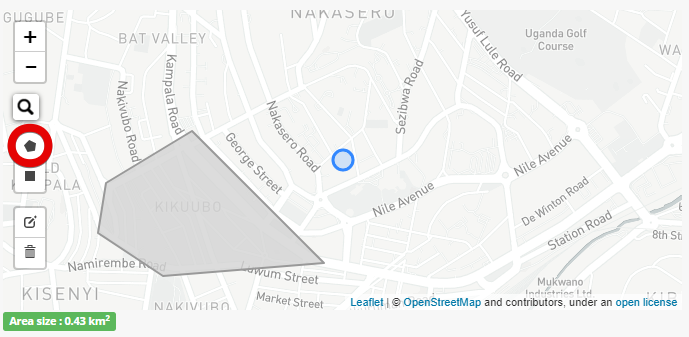 GUGUBE
NAKASERO
BAT VALLEY
Uganda Golf
Course
Yusuf Lule Road
+
−
Nakivubo Road
Kampala Road
George Street
Nakasero Road
Sezibwa Road
Nile Avenue
Nile Avenue
KIKUUBO
De Winton Road
Station Road
8th St
Namirembe Road
KISENYI
NAKIVUBO
Market Street
Mukwano
Industries Ltd
Leaflet | © OpenStreetMap and contributors, under an open license
Area size : 0.43 km²